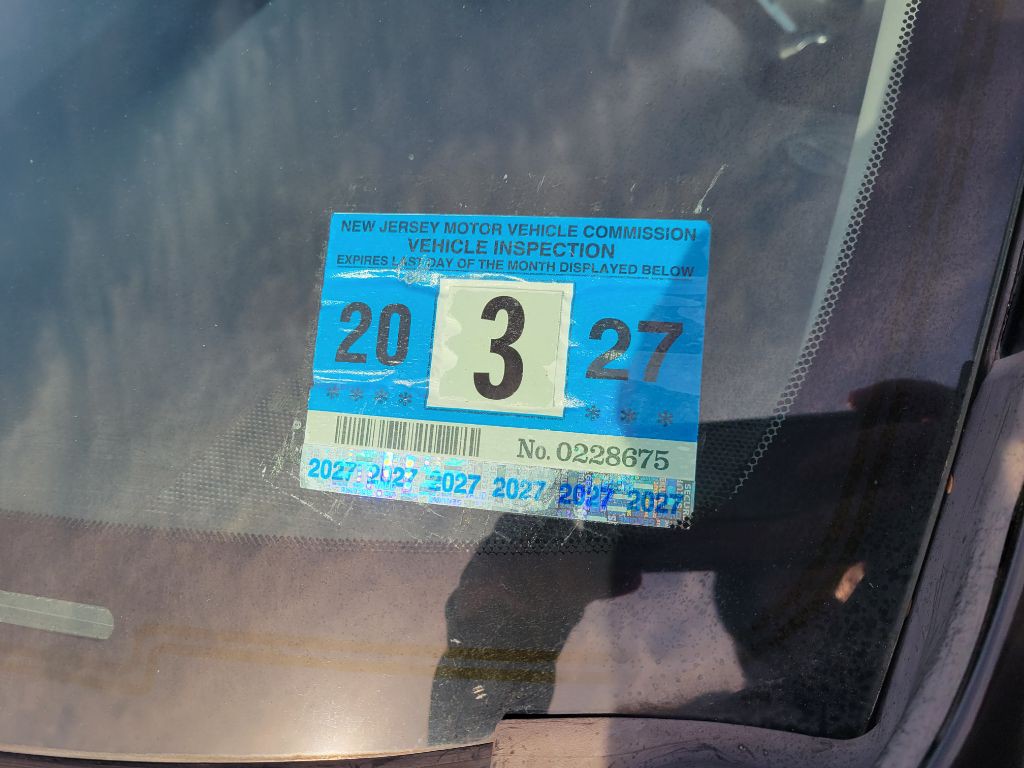 NEW JERSEY MOTOR VEHICLE COMMISSION
VEHICLE INSPECTION
EXPIRES LAST DAY OF THE MONTH DISPLAYED BELOW
20 3 27
**** ***
No. 0228675
2027 2027 2027 2027 2027 2027